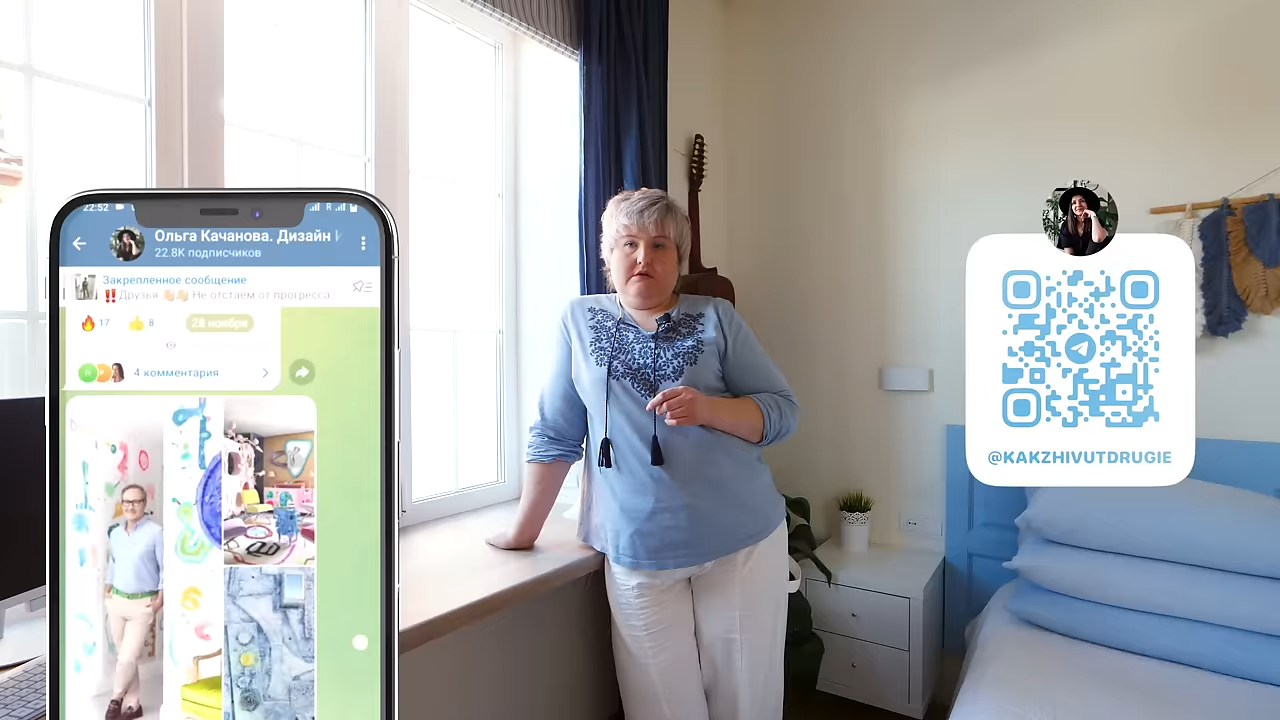 22:52
Ольга Качанова. Дизайн
22.8K подписчиков
Закрепленное сообщение
‼️Друзья 👏👏 Не отстаем от прогресса
🔥 17 👍 8
28 ноября
4 комментария
@KAKZHIVUTDRUGIE